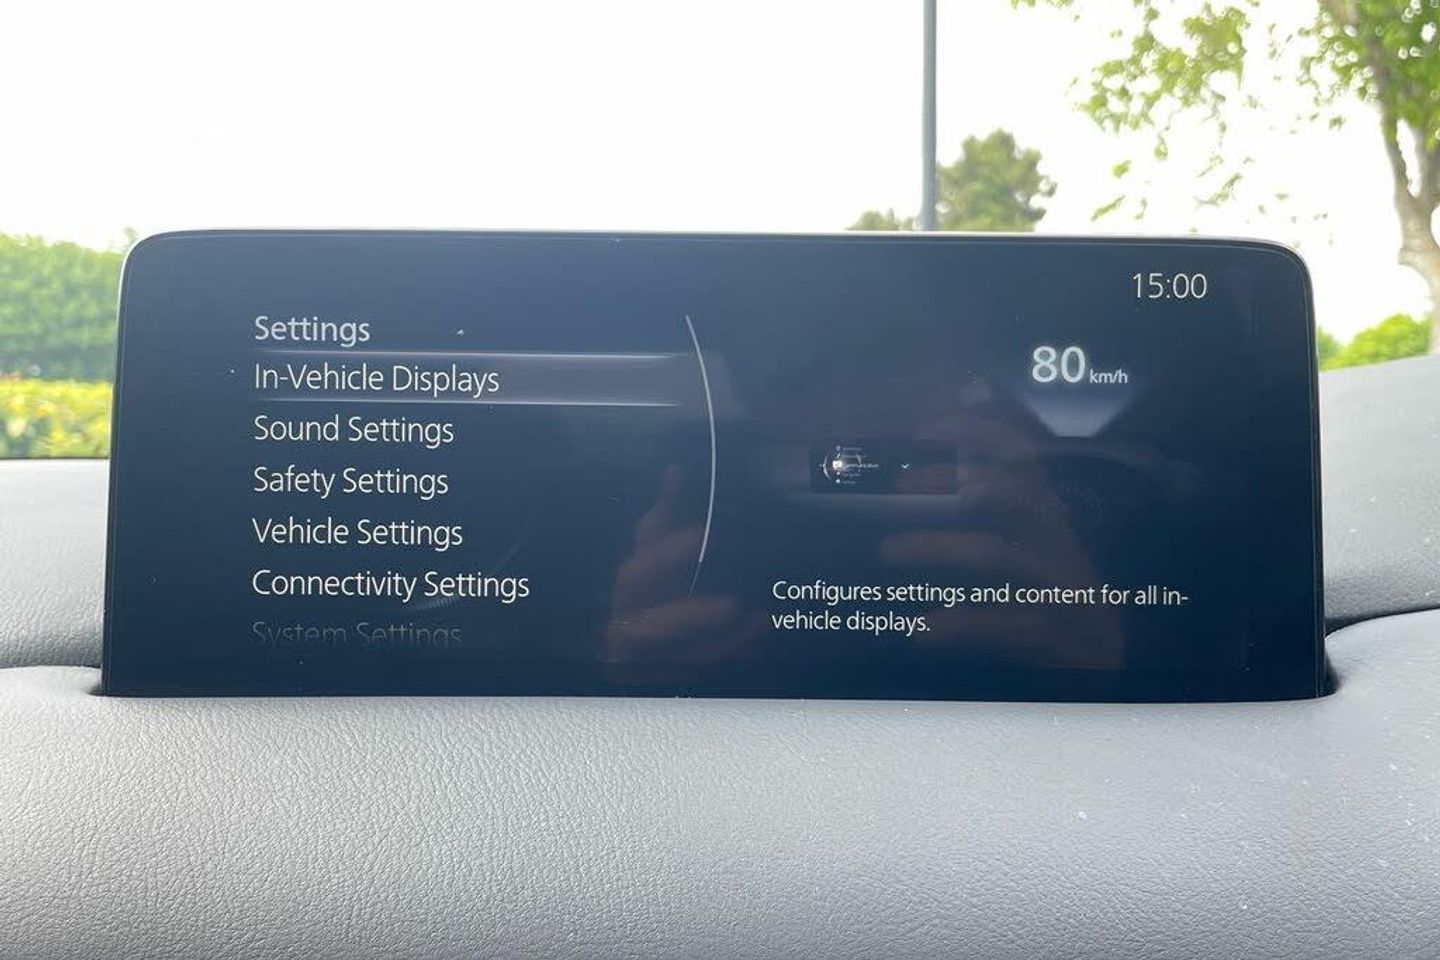 15:00
Settings
In-Vehicle Displays
Sound Settings
Safety Settings
Vehicle Settings
Connectivity Settings
System Settings
80 km/h
Configures settings and content for all in-
vehicle displays.